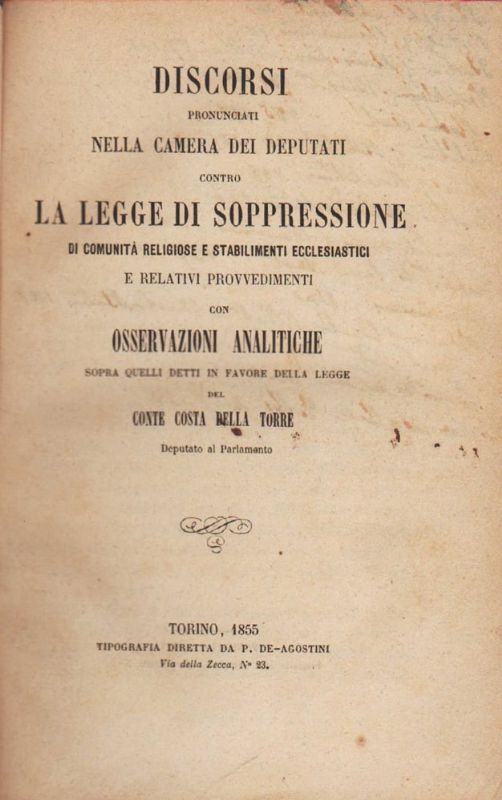 DISCORSI
PRONUNCIATI
NELLA CAMERA DEI DEPUTATI
CONTRO
LA LEGGE DI SOPPRESSIONE
DI COMUNITÀ RELIGIOSE E STABILIMENTI ECCLESIASTICI
E RELATIVI PROVVEDIMENTI
CON
OSSERVAZIONI ANALITICHE
SOPRA QUELLI DETTI IN FAVORE DELLA LEGGE
DEL
CONTE COSTA DELLA TORRE
Deputato al Parlamento
TORINO, 1855
TIPOGRAFIA DIRETTA DA P. DE-AGOSTINI
Via della Zecca, N° 23.